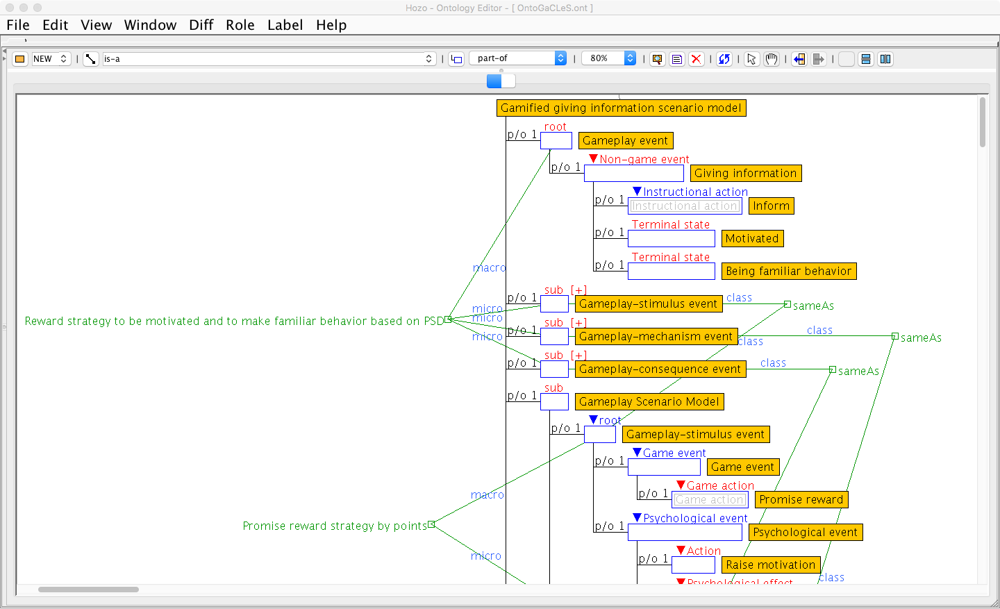 Hozo - Ontology Editor - [ OntoGaCLeS.ont ]
File Edit View Window Diff Role Label Help
NEW is-a part-of 80%
Gamified giving information scenario model
root
p/o 1 Gameplay event
Non-game event
p/o 1 Giving information
Instructional action
p/o 1 Instructional action Inform
Terminal state
p/o 1 Motivated
Terminal state
p/o 1 Being familiar behavior
macro
sub [+]
p/o 1 Gameplay-stimulus event class sameAs
micro
sub [+]
micro
Reward strategy to be motivated and to make familiar behavior based on PSD
p/o 1 Gameplay-mechanism event class sameAs
micro class
sub [+]
p/o 1 Gameplay-consequence event class sameAs
sub
p/o 1 Gameplay Scenario Model
root
p/o 1 Gameplay-stimulus event
Game event
p/o 1 Game event
Game action
p/o 1 Game action Promise reward
macro
Psychological event
Promise reward strategy by points
p/o 1 Psychological event
Action
micro
p/o 1 Raise motivation
class
Psychological effect